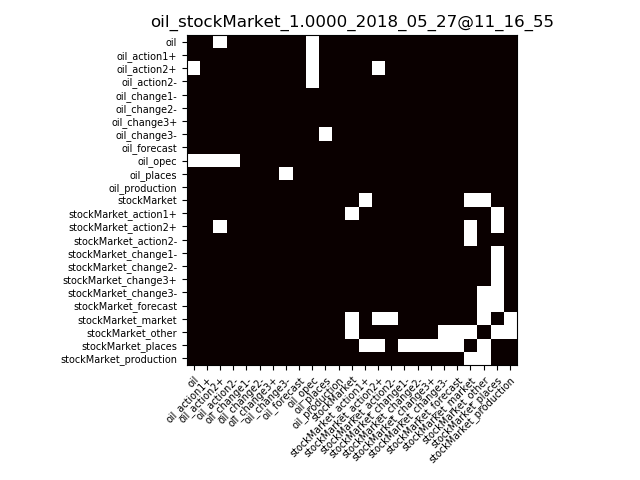 oil_stockMarket_1.0000_2018_05_27@11_16_55
oil
oil_action1+
oil_action2+
oil_action2-
oil_change1-
oil_change2-
oil_change3+
oil_change3-
oil_forecast
oil_opec
oil_places
oil_production
stockMarket
stockMarket_action1+
stockMarket_action2+
stockMarket_action2-
stockMarket_change1-
stockMarket_change2-
stockMarket_change3+
stockMarket_change3-
stockMarket_forecast
stockMarket_market
stockMarket_other
stockMarket_places
stockMarket_production
oil
oil_action1+
oil_action2+
oil_action2-
oil_change1-
oil_change2-
oil_change3+
oil_change3-
oil_forecast
oil_opec
oil_places
oil_production
stockMarket
stockMarket_action1+
stockMarket_action2+
stockMarket_action2-
stockMarket_change1-
stockMarket_change2-
stockMarket_change3+
stockMarket_change3-
stockMarket_forecast
stockMarket_market
stockMarket_other
stockMarket_places
stockMarket_production